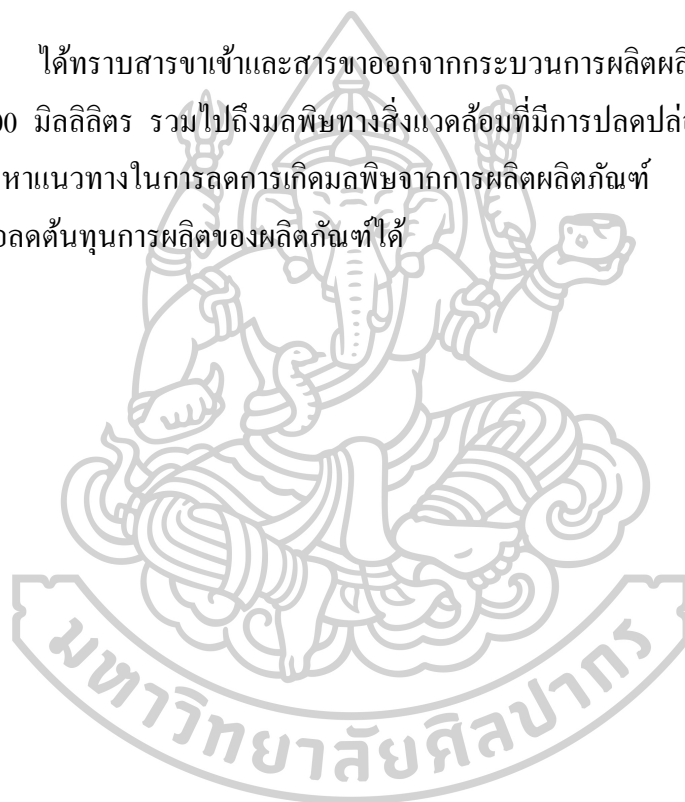 ได้ทราบสารขาเข้าและสารขาออกจากกระบวนการผลิตผลิ
00 มิลลิลิตร รวมไปถึงมลพิษทางสิ่งแวดล้อมที่มีการปลดปล่
หาแนวทางในการลดการเกิดมลพิษจากการผลิตผลิตภัณฑ์
ลดต้นทุนการผลิตของผลิตภัณฑ์ได้
มหาวิทยาลัยศิลปากร